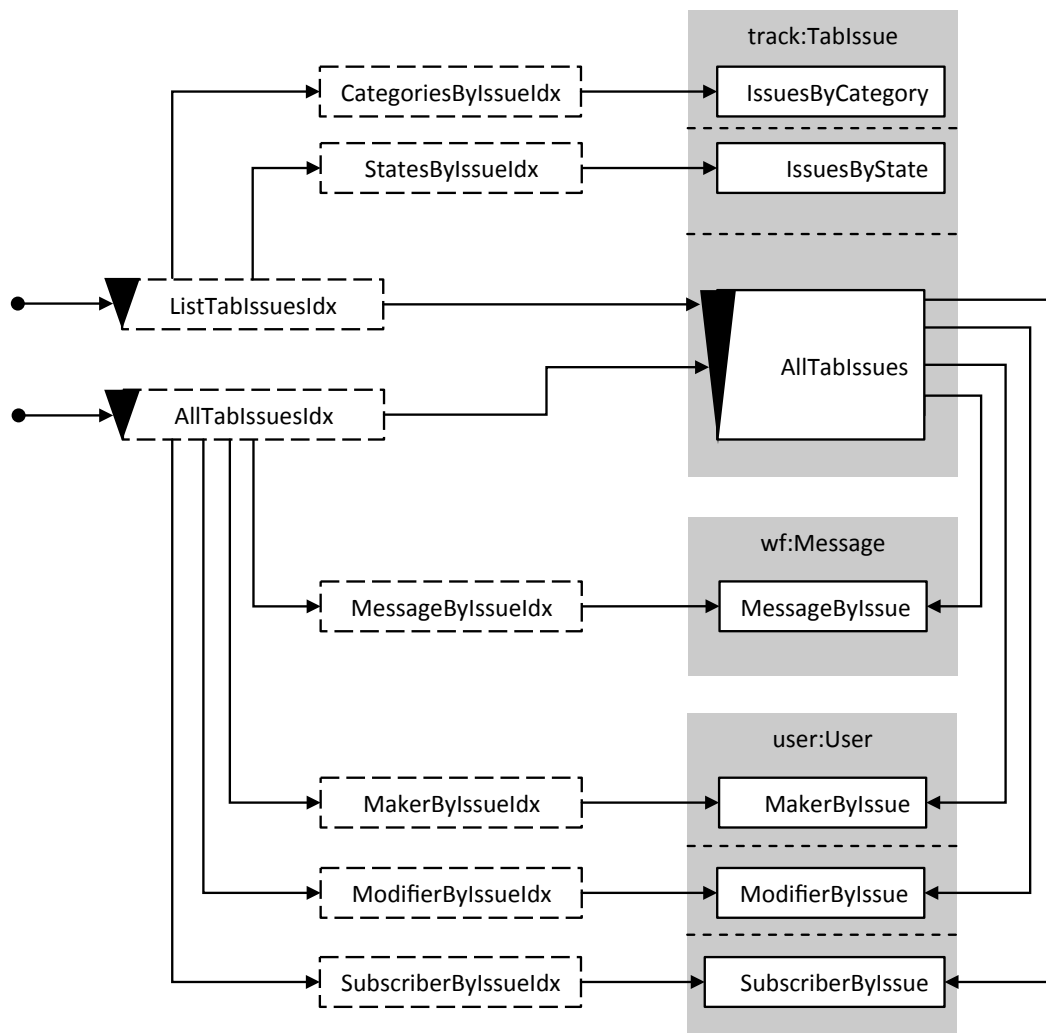 track:TabIssue
CategoriesByIssueIdx
IssuesByCategory
StatesByIssueIdx
IssuesByState
ListTabIssuesIdx
AllTabIssues
AllTabIssuesIdx
wf:Message
MessageByIssueIdx
MessageByIssue
user:User
MakerByIssueIdx
MakerByIssue
ModifierByIssueIdx
ModifierByIssue
SubscriberByIssueIdx
SubscriberByIssue